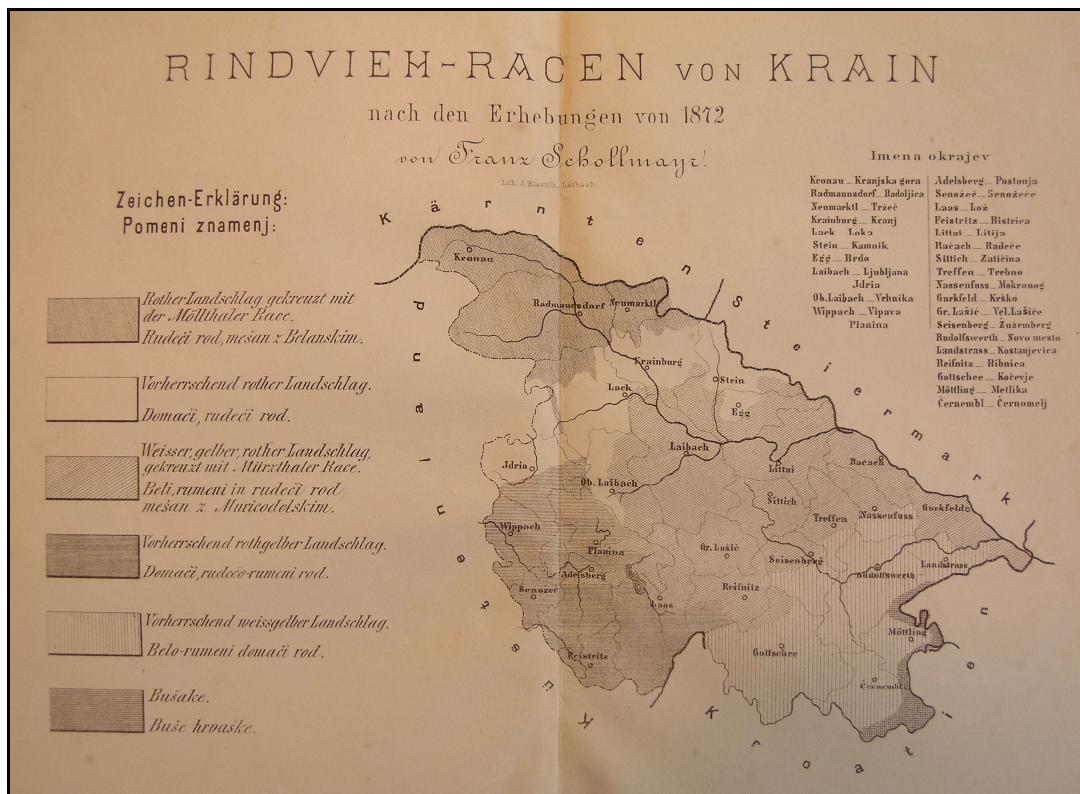 RINDVIEH-RACEN VON KRAIN
nach den Erhebungen von 1872
von Franz Schollmayr.
Lith. J. Blasnik, Laibach.
Zeichen-Erklärung:
Pomeni znamenj:
Rother Landschlag gekreuzt mit
der Möllthaler Race.
Rudeči rod, mešan z Belanskim.
Vorherrschend rother Landschlag.
Domači, rudeči rod.
Weisser, gelber, rother Landschlag,
gekreuzt mit Mürzthaler Race.
Beli, rumeni in rudeči rod
mešan z Muricodolskim.
Vorherrschend rothgelber Landschlag.
Domači, rudečo-rumeni rod.
Vorherrschend weissgelber Landschlag.
Belo-rumeni domači rod.
Bušake.
Buše hrvaške.
Imena okrajev
Kronau _ Kranjska gora
Radmannsdorf _ Radoljica
Neumarktl _ Tržeč
Krainburg _ Kranj
Lack _ Loka
Stein _ Kamnik
Egg _ Brdo
Laibach _ Ljubljana
Jdria
Ob. Laibach _ Vrhnika
Wippach _ Vipava
Planina
Adelsberg _ Postonja
Senožeč _ Senožeče
Laas _ Lož
Feistritz _ Bistrica
Littai _ Litija
Račach _ Radeče
Sittich _ Zatičina
Treffen _ Trebno
Nassenfuss _ Mokronog
Gurkfeld _ Krško
Gr. Lašič _ Vel. Lašiče
Seisenberg _ Zužemberg
Rudolfswerth _ Novo mesto
Landstrass _ Kostanjevica
Reifnitz _ Ribnica
Gottschee _ Kočevje
Möttling _ Metlika
Černembl _ Černomelj
Kärnten
Steiermark
Küstenland
Kroatien
Kronau
Radmannsdorf
Neumarktl
Krainburg
Lack
Stein
Egg
Laibach
Jdria
Ob. Laibach
Littai
Račach
Sittich
Treffen
Nassenfuss
Gurkfeld
Wippach
Planina
Gr. Lašič
Seisenberg
Rudolfswerth
Landstrass
Adelsberg
Senožeč
Laas
Reifnitz
Möttling
Feistritz
Gottschee
Černembl